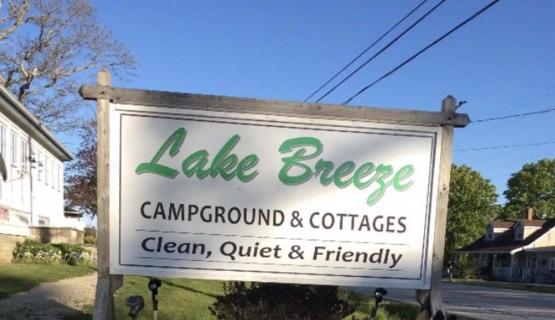 Lake Breeze
CAMPGROUND & COTTAGES
Clean, Quiet & Friendly